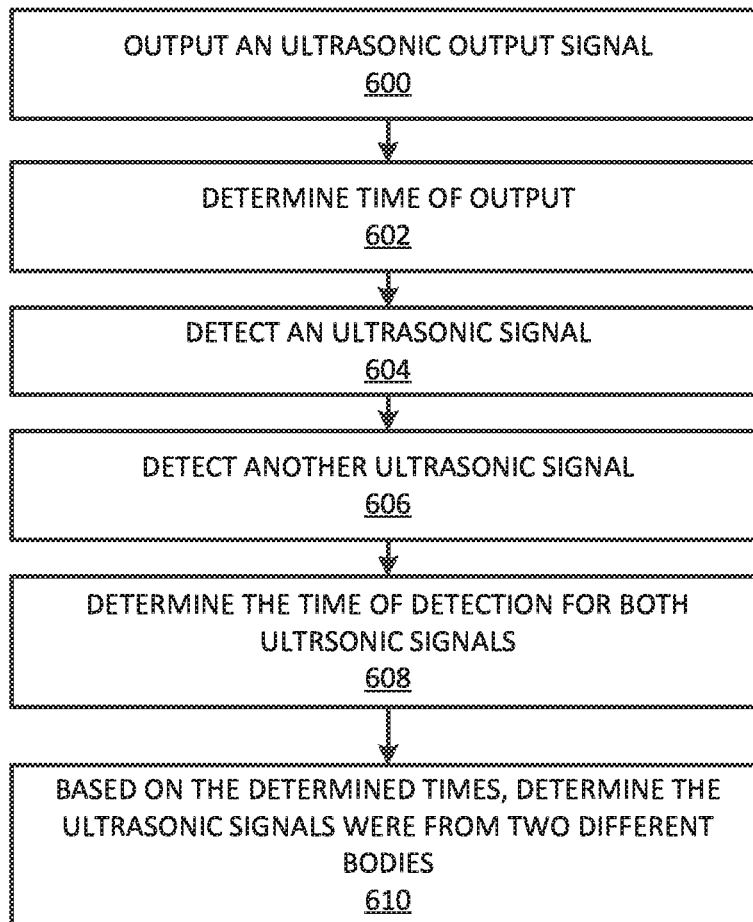 OUTPUT AN ULTRASONIC OUTPUT SIGNAL
600
DETERMINE TIME OF OUTPUT
602
DETECT AN ULTRASONIC SIGNAL
604
DETECT ANOTHER ULTRASONIC SIGNAL
606
DETERMINE THE TIME OF DETECTION FOR BOTH
ULTRSONIC SIGNALS
608
BASED ON THE DETERMINED TIMES, DETERMINE THE
ULTRASONIC SIGNALS WERE FROM TWO DIFFERENT
BODIES
610